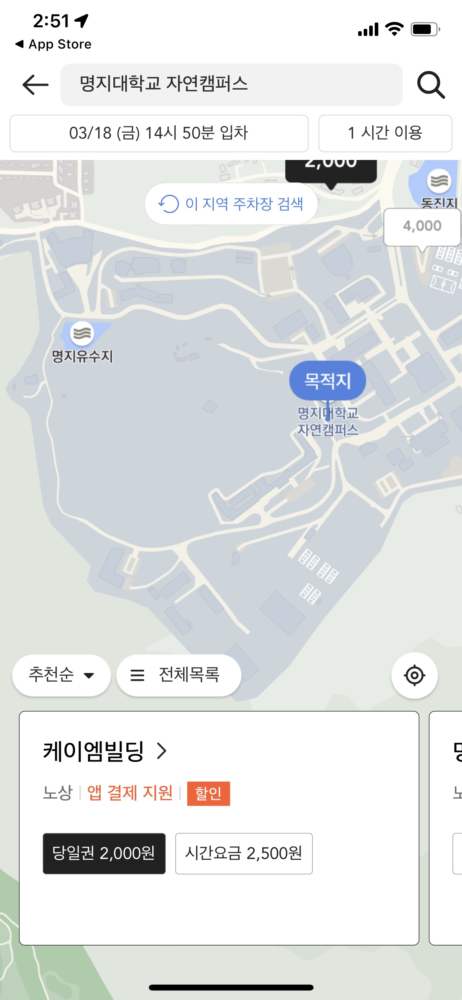 2:51
App Store
명지대학교 자연캠퍼스
03/18 (금) 14시 50분 입차
1 시간 이용
2,000
이 지역 주차장 검색
동진지
4,000
명지유수지
목적지
명지대학교
자연캠퍼스
추천순
전체목록
케이엠빌딩
노상
앱 결제 지원
할인
당일권 2,000원
시간요금 2,500원